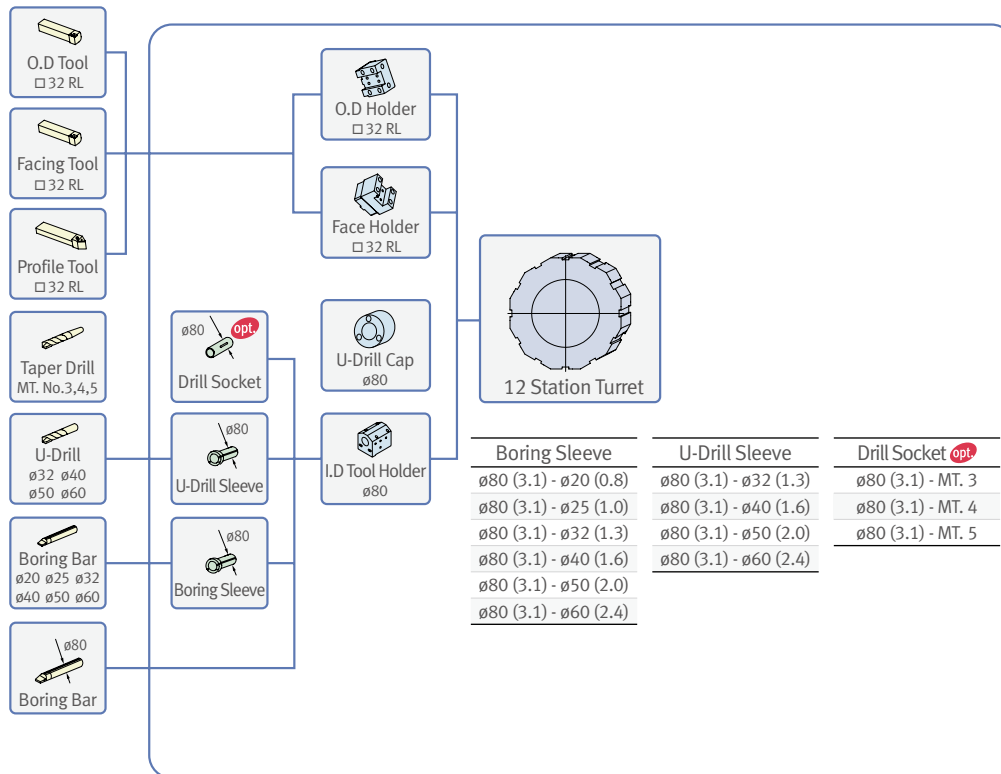 O.D Tool
□ 32 RL
Facing Tool
□ 32 RL
Profile Tool
□ 32 RL
Taper Drill
MT. No.3,4,5
U-Drill
ø32 ø40
ø50 ø60
Boring Bar
ø20 ø25 ø32
ø40 ø50 ø60
ø80
Boring Bar
ø80 opt.
Drill Socket
ø80
U-Drill Sleeve
ø80
Boring Sleeve
O.D Holder
□ 32 RL
Face Holder
□ 32 RL
U-Drill Cap
ø80
I.D Tool Holder
ø80
12 Station Turret
Boring Sleeve
ø80 (3.1) - ø20 (0.8)
ø80 (3.1) - ø25 (1.0)
ø80 (3.1) - ø32 (1.3)
ø80 (3.1) - ø40 (1.6)
ø80 (3.1) - ø50 (2.0)
ø80 (3.1) - ø60 (2.4)
U-Drill Sleeve
ø80 (3.1) - ø32 (1.3)
ø80 (3.1) - ø40 (1.6)
ø80 (3.1) - ø50 (2.0)
ø80 (3.1) - ø60 (2.4)
Drill Socket opt.
ø80 (3.1) - MT. 3
ø80 (3.1) - MT. 4
ø80 (3.1) - MT. 5